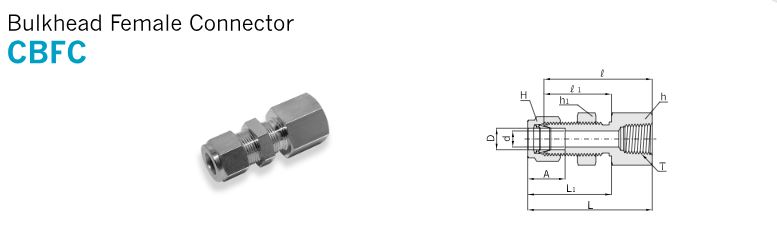 Bulkhead Female Connector
CBFC
ℓ
ℓ 1
H
h1
h
D
d
T
A
L1
L